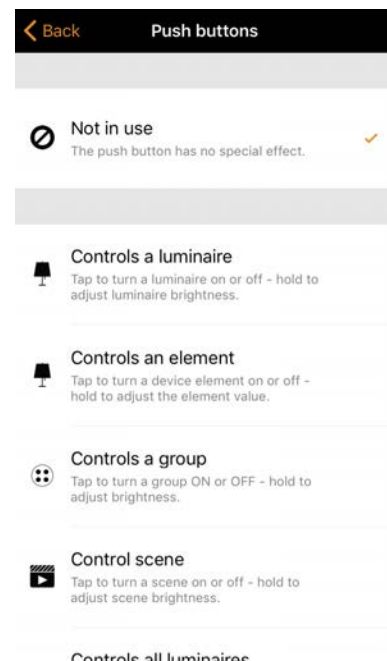 Back
Push buttons
Not in use
The push button has no special effect.
Controls a luminaire
Tap to turn a luminaire on or off - hold to
adjust luminaire brightness.
Controls an element
Tap to turn a device element on or off -
hold to adjust the element value.
Controls a group
Tap to turn a group ON or OFF - hold to
adjust brightness.
Control scene
Tap to turn a scene on or off - hold to
adjust scene brightness.
Controls all luminaires